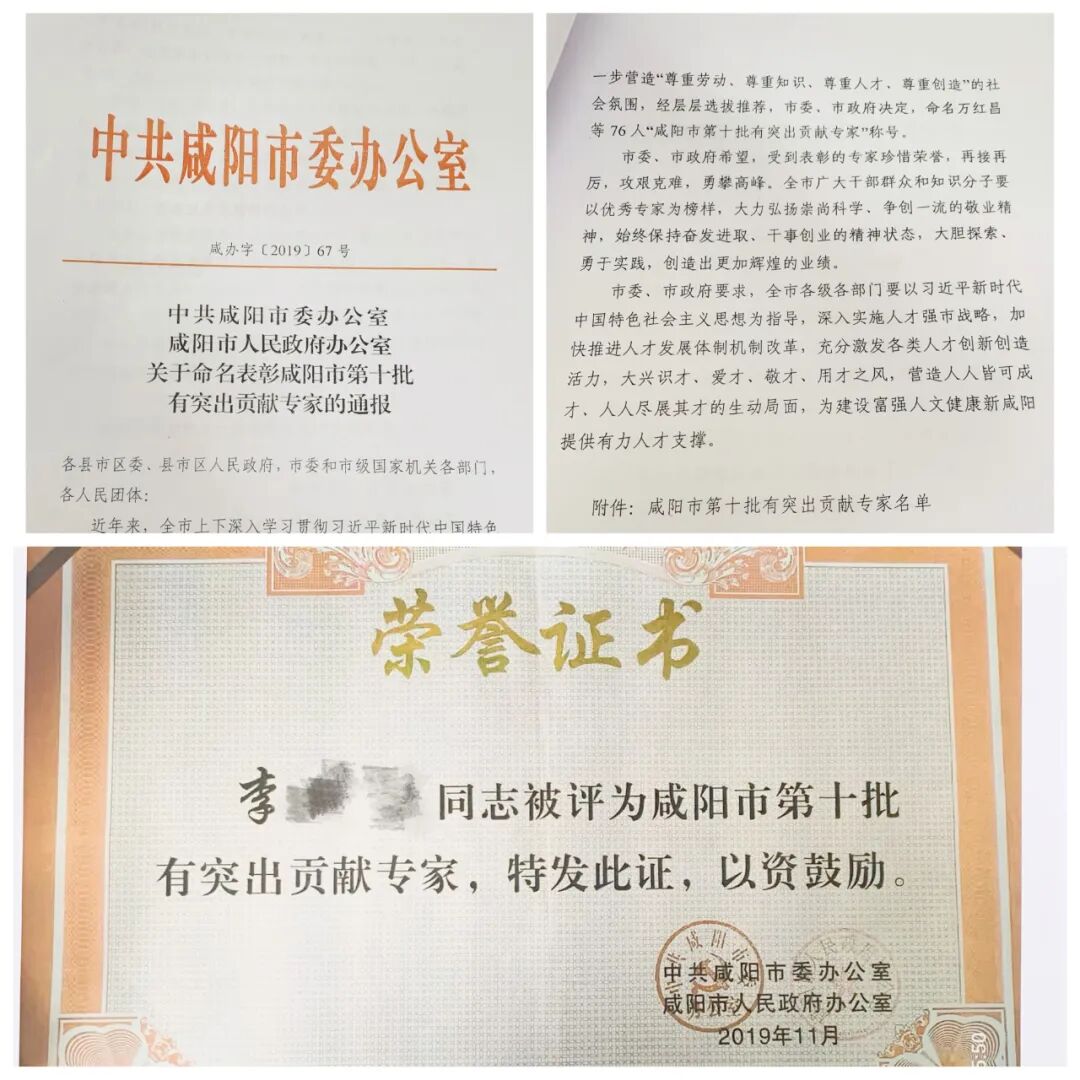 中共咸阳市委办公室
咸办字〔2019〕67号
中共咸阳市委办公室
咸阳市人民政府办公室
关于命名表彰咸阳市第十批
有突出贡献专家的通报
各县市区委、县市区人民政府,市委和市级国家机关各部门,
各人民团体:
近年来,全市上下深入学习贯彻习近平新时代中国特色
一步营造“尊重劳动、尊重知识、尊重人才、尊重创造”的社
会氛围,经层层选拔推荐,市委、市政府决定,命名万红昌
等76人“咸阳市第十批有突出贡献专家”称号。
市委、市政府希望,受到表彰的专家珍惜荣誉,再接再
厉,攻艰克难,勇攀高峰。全市广大干部群众和知识分子要
以优秀专家为榜样,大力弘扬崇尚科学、争创一流的敬业精
神,始终保持奋发进取、干事创业的精神状态,大胆探索、
勇于实践,创造出更加辉煌的业绩。
市委、市政府要求,全市各级各部门要以习近平新时代
中国特色社会主义思想为指导,深入实施人才强市战略,加
快推进人才发展体制机制改革,充分激发各类人才创新创造
活力,大兴识才、爱才、敬才、用才之风,营造人人皆可成
才、人人尽展其才的生动局面,为建设富强人文健康新咸阳
提供有力人才支撑。
附件:咸阳市第十批有突出贡献专家名单
荣誉证书
李 同志被评为咸阳市第十批
有突出贡献专家,特发此证,以资鼓励。
中共咸阳市委办公室
咸阳市人民政府办公室
2019年11月